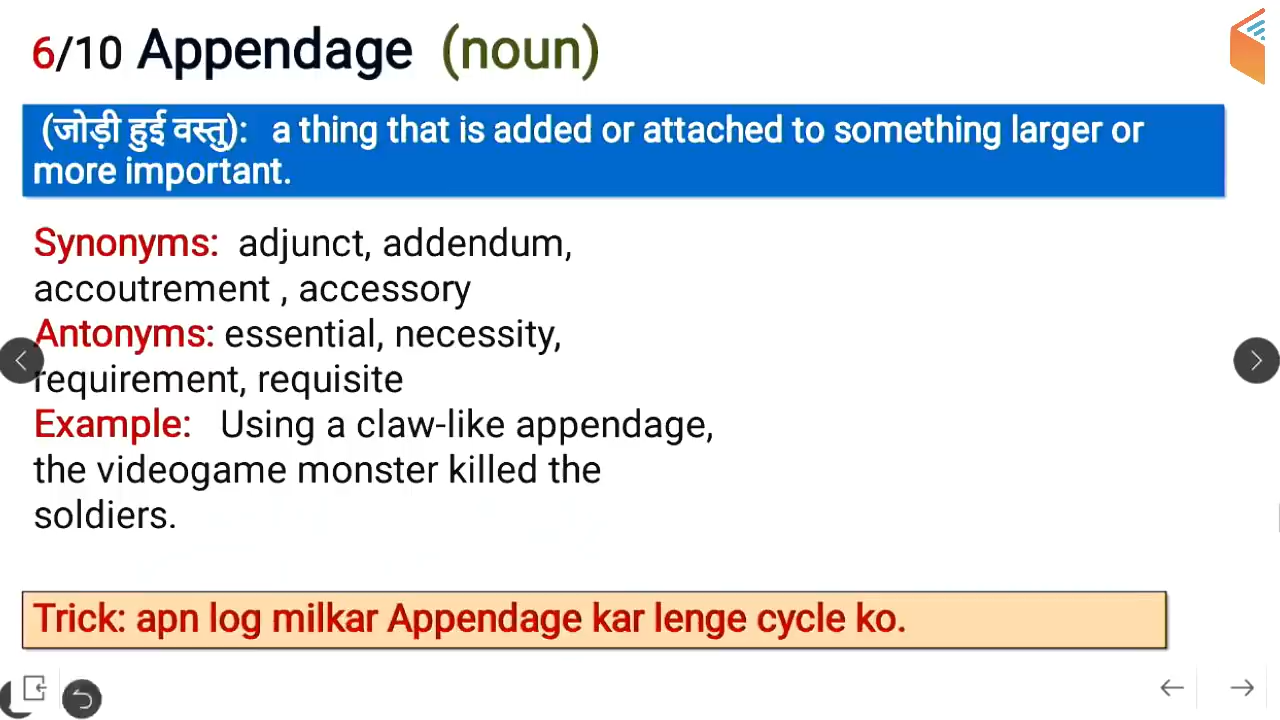 6/10 Appendage (noun)
(जोड़ी हुई वस्तु): a thing that is added or attached to something larger or
more important.
Synonyms: adjunct, addendum,
accoutrement , accessory
Antonyms: essential, necessity,
requirement, requisite
Example: Using a claw-like appendage,
the videogame monster killed the
soldiers.
Trick: apn log milkar Appendage kar lenge cycle ko.